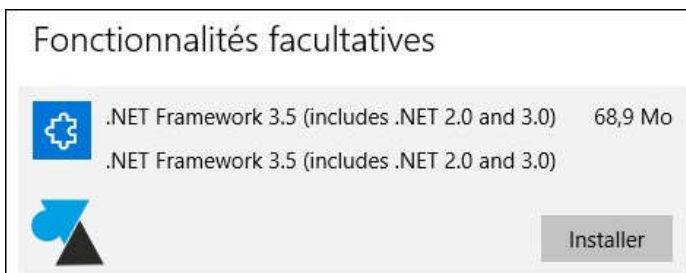 Fonctionnalités facultatives
.NET Framework 3.5 (includes .NET 2.0 and 3.0) 68,9 Mo
.NET Framework 3.5 (includes .NET 2.0 and 3.0)
Installer